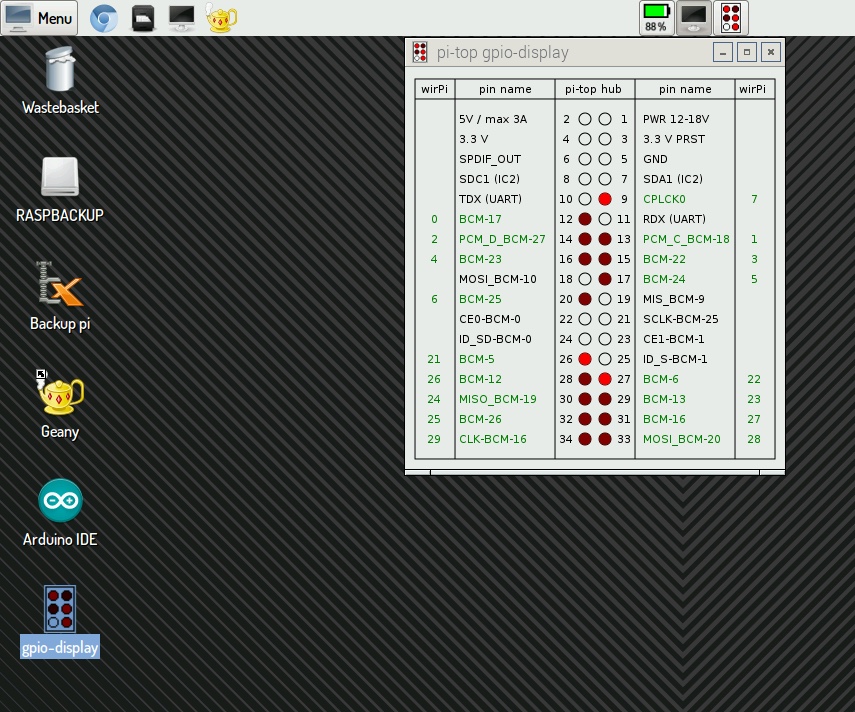 Menu
88 %
Wastebasket
RASPBACKUP
Backup pi
Geany
Arduino IDE
gpio-display
pi-top gpio-display
wirPi pin name pi-top hub pin name wirPi
5V / max 3A 2 1 PWR 12-18V
3.3 V 4 3 3.3 V PRST
SPDIF_OUT 6 5 GND
SDC1 (IC2) 8 7 SDA1 (IC2)
TDX (UART) 10 9 CPLCK0 7
0 BCM-17 12 11 RDX (UART)
2 PCM_D_BCM-27 14 13 PCM_C_BCM-18 1
4 BCM-23 16 15 BCM-22 3
MOSI_BCM-10 18 17 BCM-24 5
6 BCM-25 20 19 MIS_BCM-9
CE0-BCM-0 22 21 SCLK-BCM-25
ID_SD-BCM-0 24 23 CE1-BCM-1
21 BCM-5 26 25 ID_S-BCM-1
26 BCM-12 28 27 BCM-6 22
24 MISO_BCM-19 30 29 BCM-13 23
25 BCM-26 32 31 BCM-16 27
29 CLK-BCM-16 34 33 MOSI_BCM-20 28